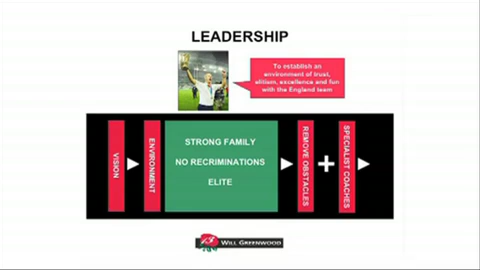 LEADERSHIP
To establish an
environment of trust,
elitism, excellence and fun
with the England team
VISION
ENVIRONMENT
STRONG FAMILY
NO RECRIMINATIONS
ELITE
REMOVE OBSTACLES
+
SPECIALIST COACHES
WILL GREENWOOD